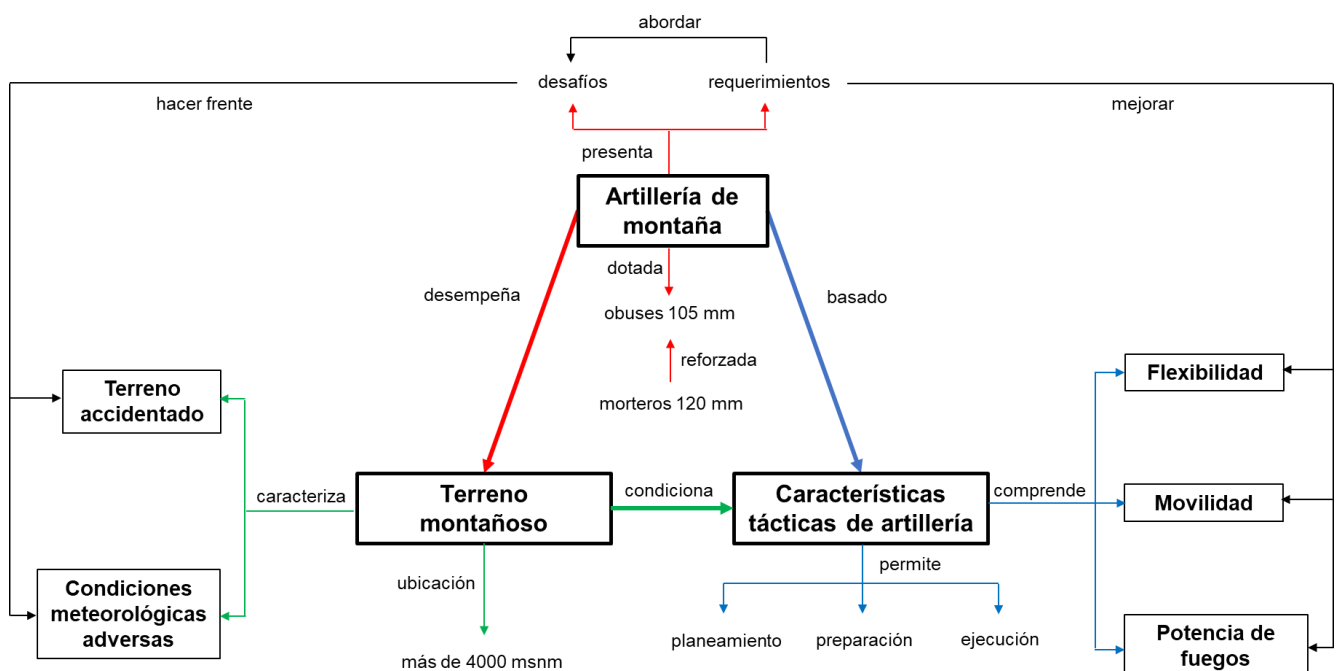 abordar
desafíos
requerimientos
hacer frente
mejorar
presenta
Artillería de
montaña
dotada
desempeña
basado
obuses 105 mm
reforzada
morteros 120 mm
Terreno
accidentado
Flexibilidad
caracteriza
Terreno
montañoso
condiciona
Características
tácticas de artillería
comprende
Movilidad
ubicación
permite
Condiciones
meteorológicas
adversas
más de 4000 msnm
planeamiento
preparación
ejecución
Potencia de
fuegos